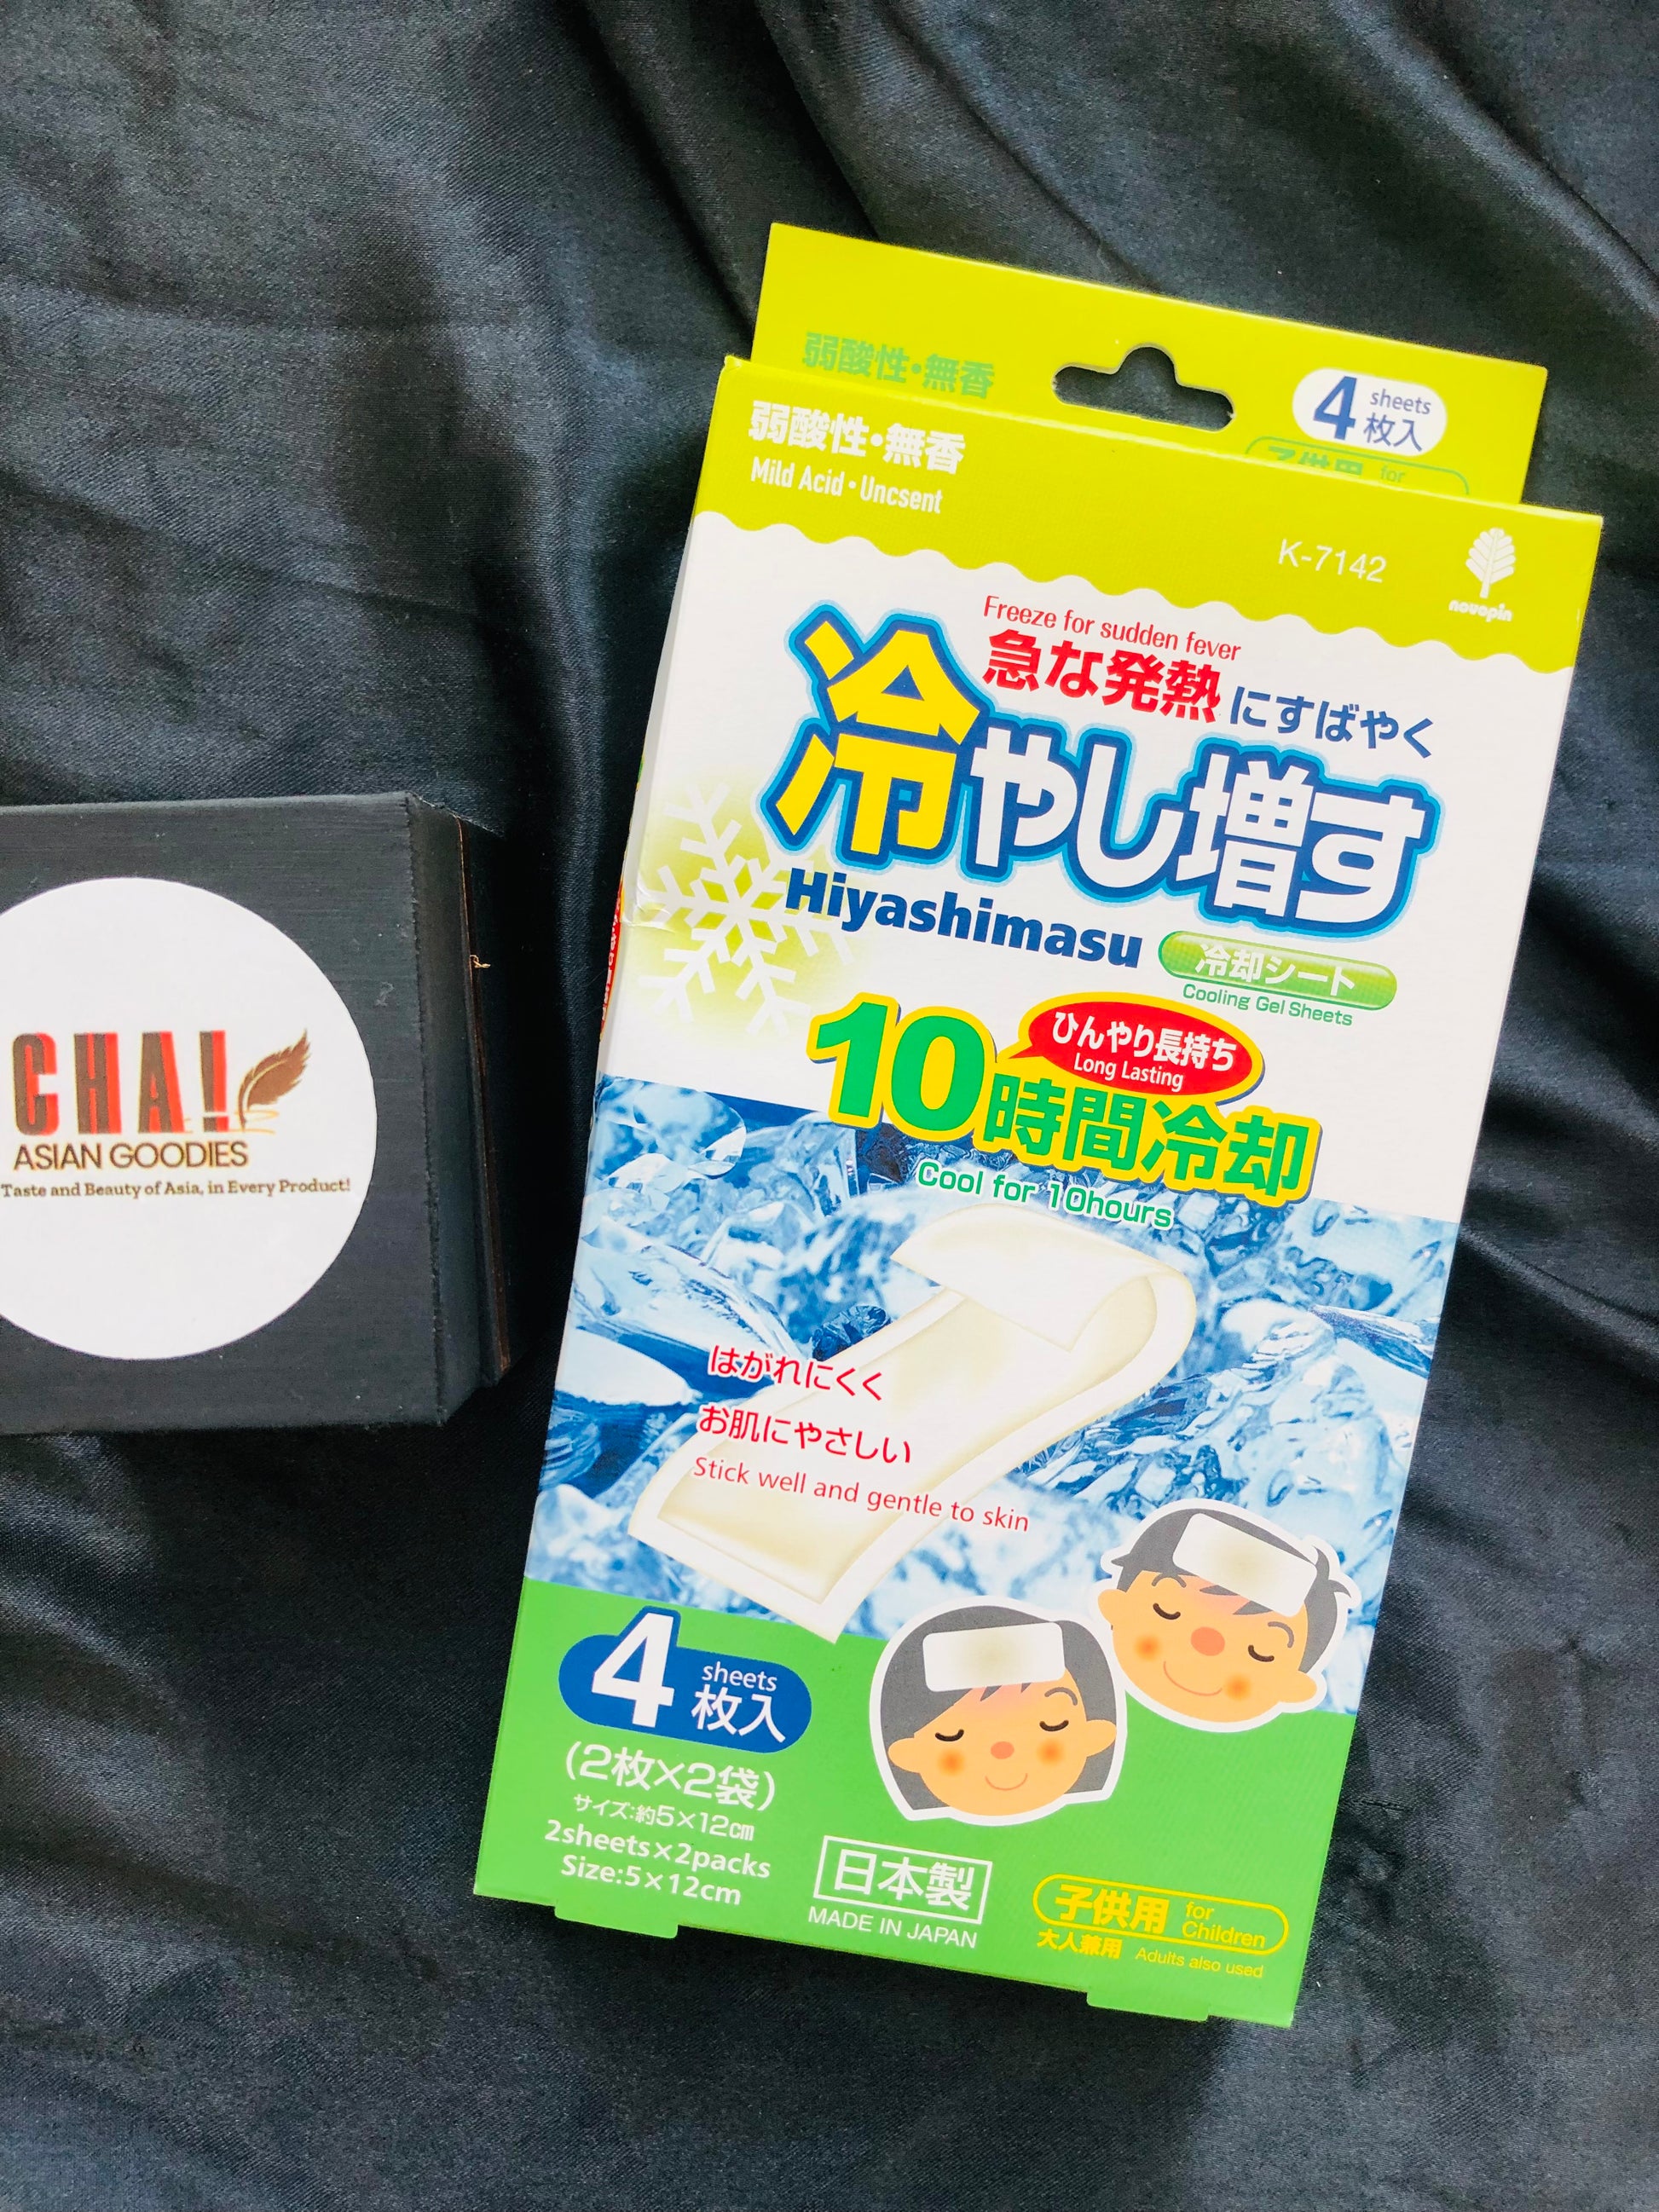 弱酸性・無香
4 sheets 枚入
子供用 for
弱酸性・無香
Mild Acid・Uncsent
K-7142
novopin
Freeze for sudden fever
急な発熱にすばやく
冷やし増す
Hiyashimasu
冷却シート
Cooling Gel Sheets
ひんやり長持ち
Long Lasting
10時間冷却
Cool for 10hours
はがれにくく
お肌にやさしい
Stick well and gentle to skin
4 sheets 枚入
(2枚×2袋)
サイズ:約5×12cm
2sheets×2packs
Size:5×12cm
日本製
MADE IN JAPAN
子供用 for Children
大人兼用 Adults also used
CHA!
ASIAN GOODIES
Taste and Beauty of Asia, in Every Product!